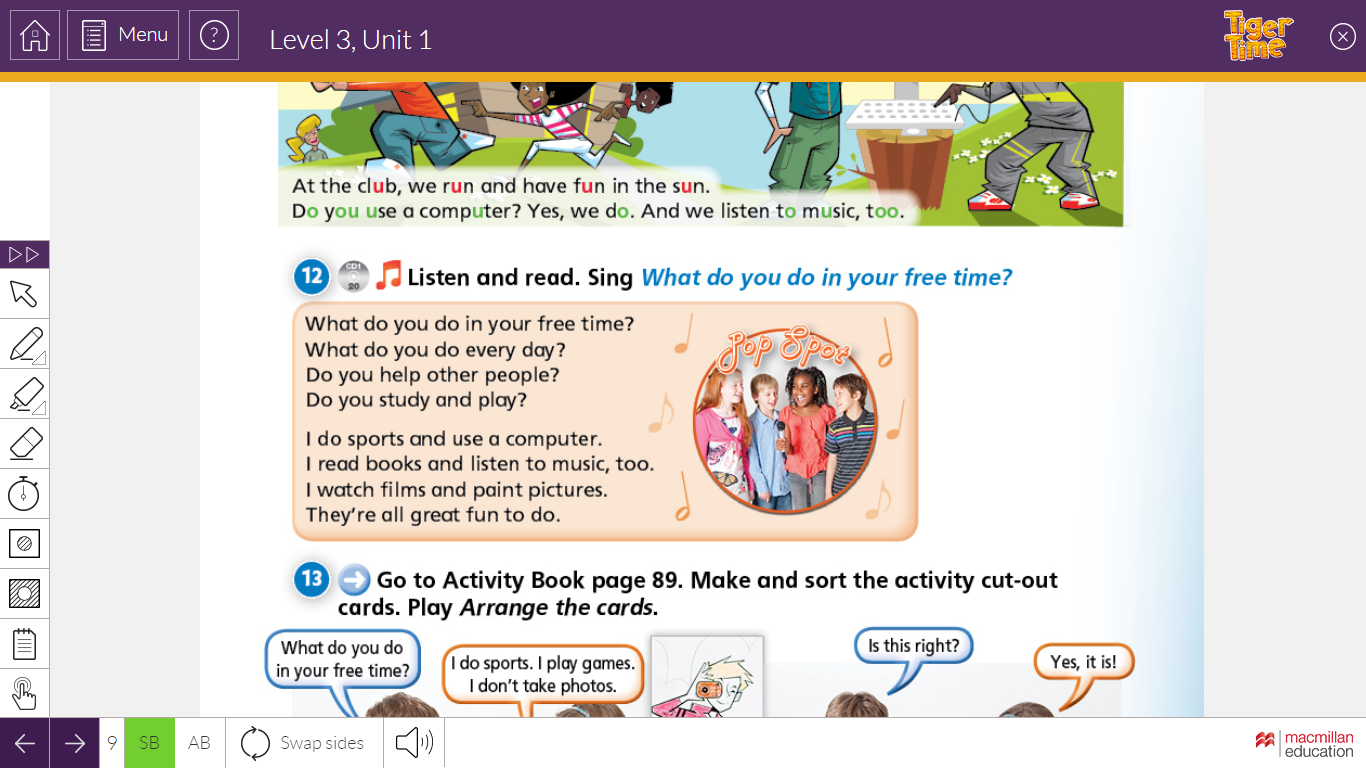 Menu
?
Level 3, Unit 1
Tiger
Time
At the club, we run and have fun in the sun.
Do you use a computer? Yes, we do. And we listen to music, too.
12 CD1 20 Listen and read. Sing What do you do in your free time?
What do you do in your free time?
What do you do every day?
Do you help other people?
Do you study and play?
I do sports and use a computer.
I read books and listen to music, too.
I watch films and paint pictures.
They're all great fun to do.
Pop Spot
13 Go to Activity Book page 89. Make and sort the activity cut-out
cards. Play Arrange the cards.
What do you do
in your free time?
I do sports. I play games.
I don't take photos.
Is this right?
Yes, it is!
9 SB AB Swap sides
macmillan
education